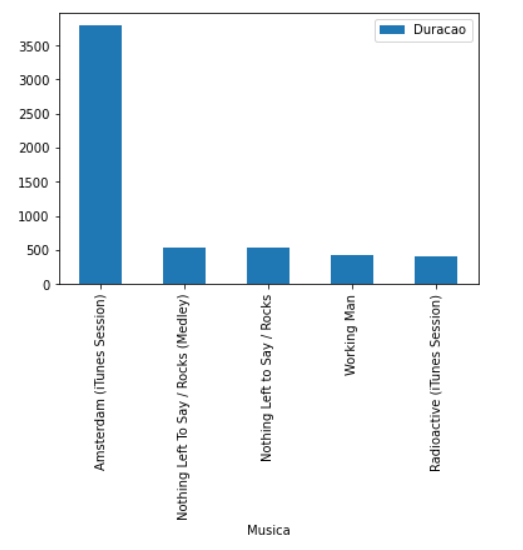 Duracao
3500
3000
2500
2000
1500
1000
500
0
Amsterdam (iTunes Session)
Nothing Left To Say / Rocks (Medley)
Nothing Left to Say / Rocks
Working Man
Radioactive (iTunes Session)
Musica